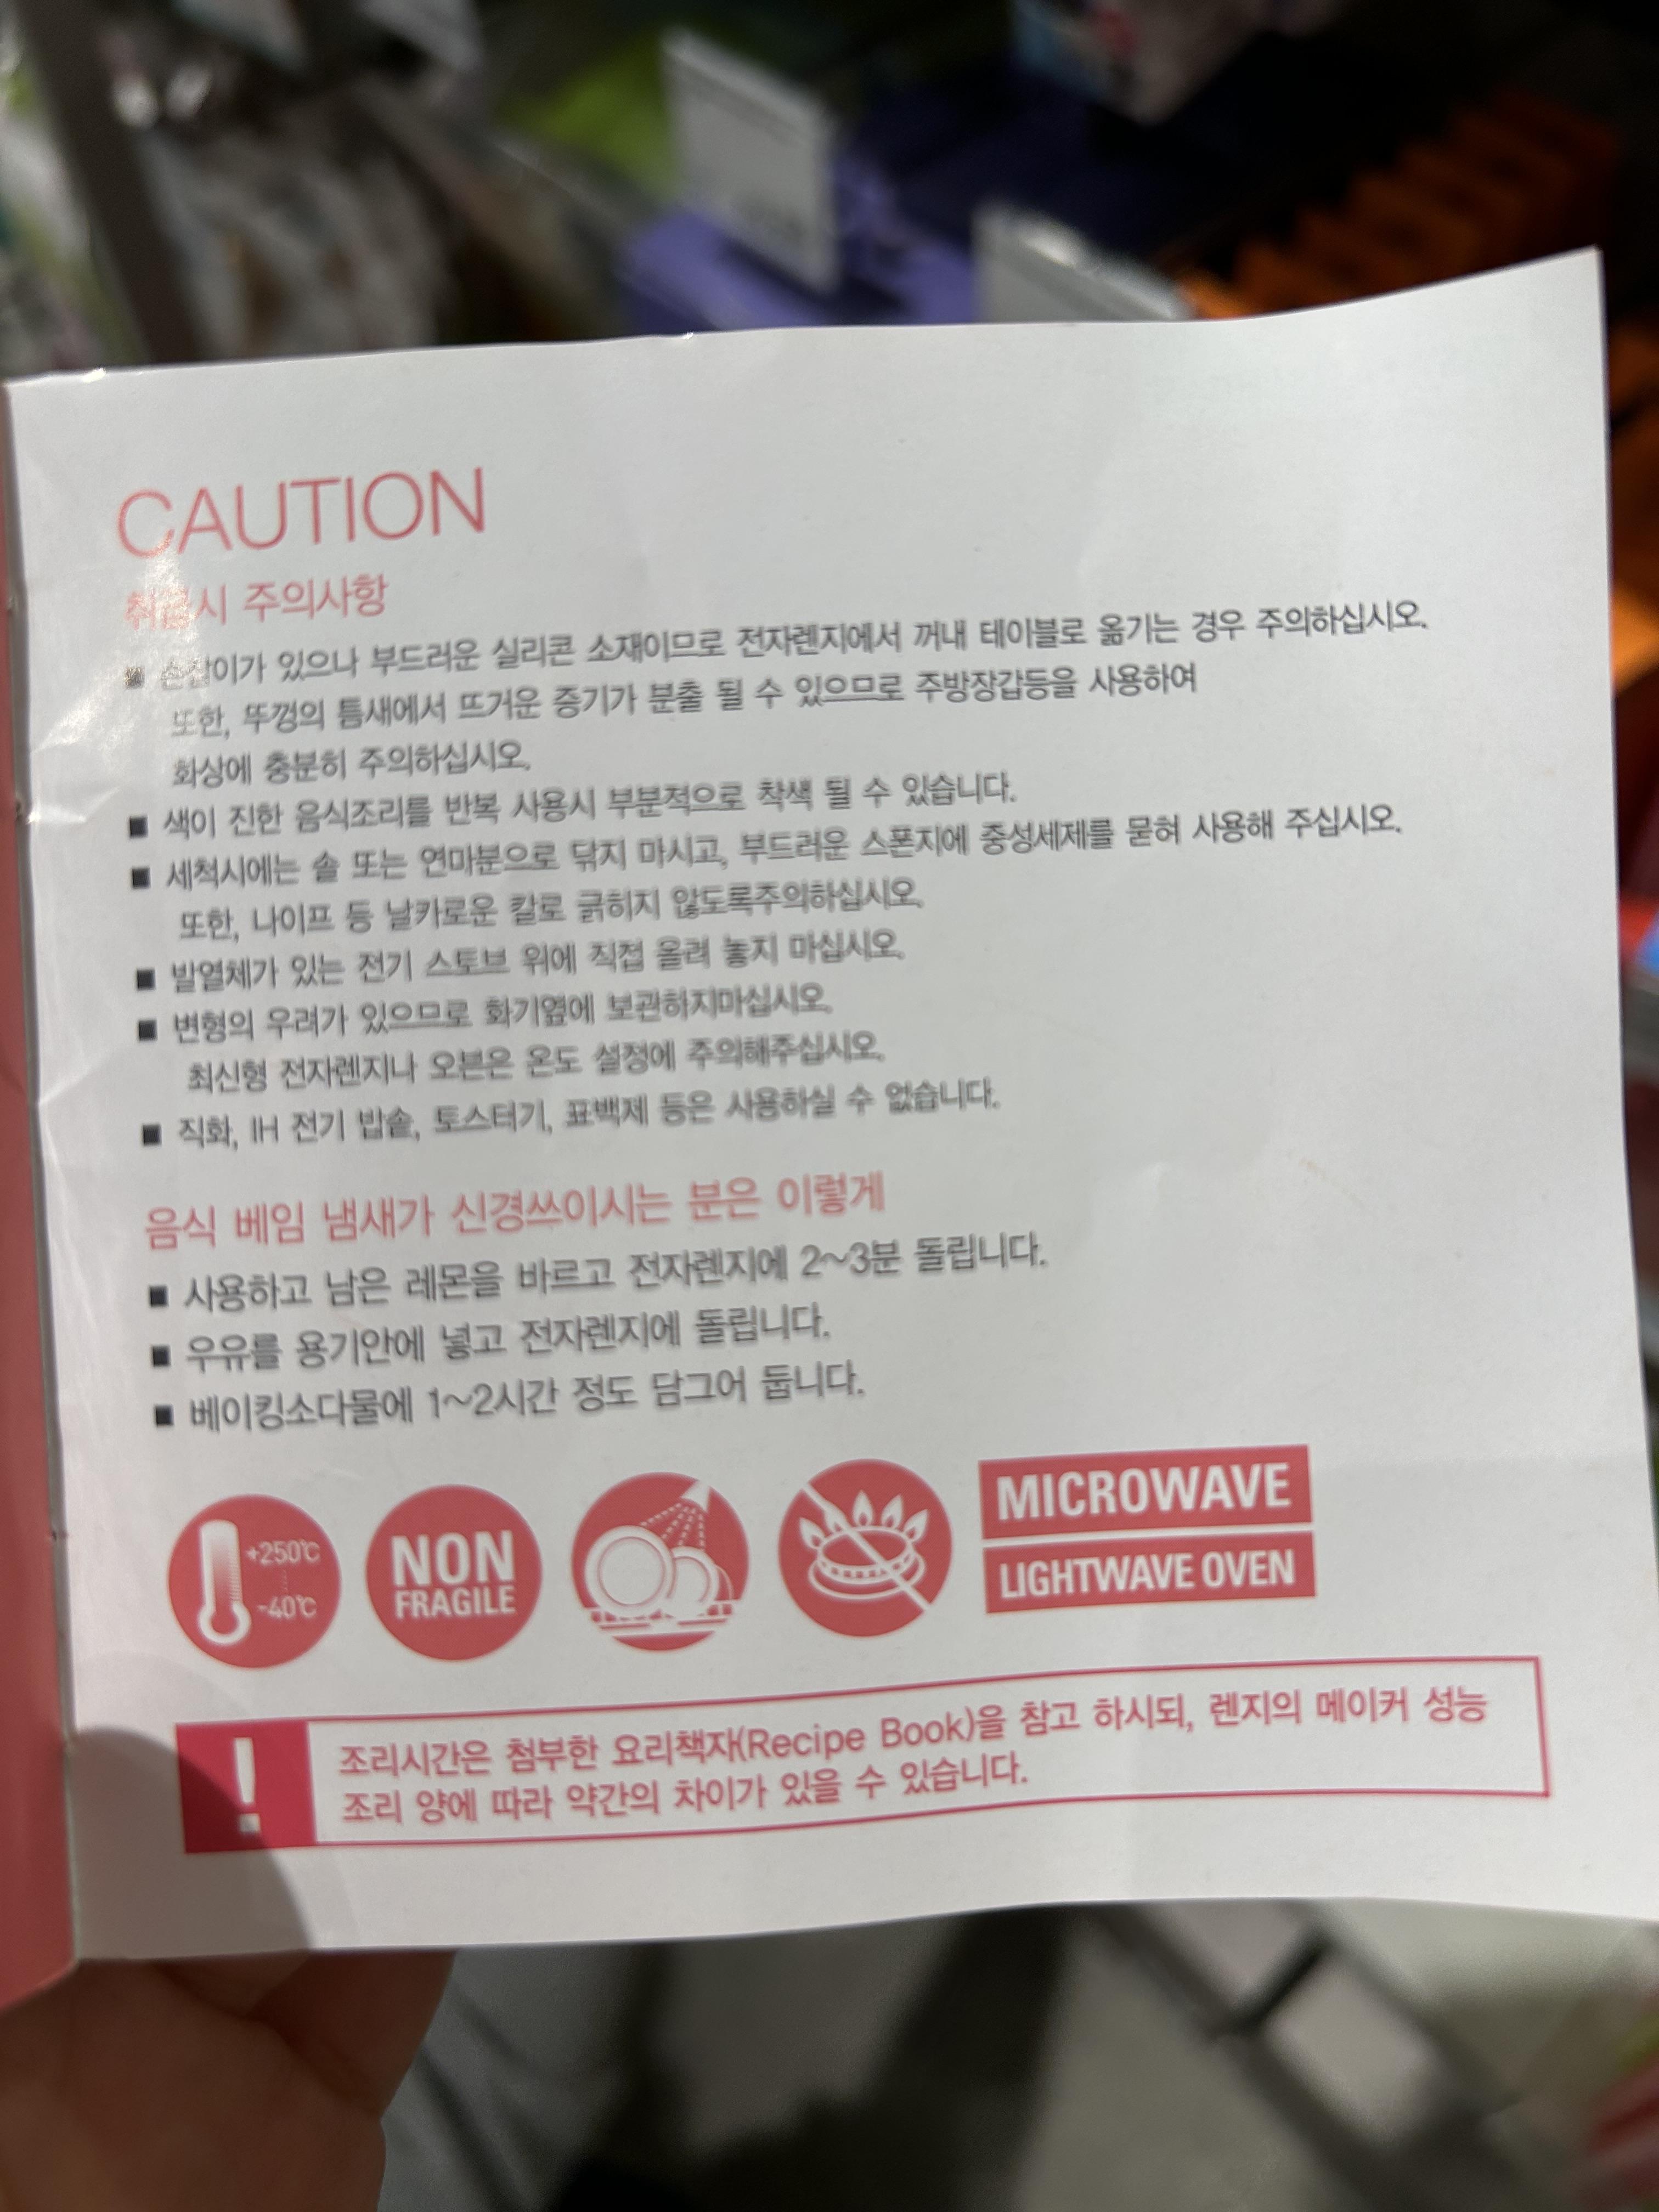 CAUTION
취급시 주의사항
■ 손잡이가 있으나 부드러운 실리콘 소재이므로 전자렌지에서 꺼내 테이블로 옮기는 경우 주의하십시오.
또한, 뚜껑의 틈새에서 뜨거운 증기가 분출 될 수 있으므로 주방장갑등을 사용하여
화상에 충분히 주의하십시오.
■ 색이 진한 음식조리를 반복 사용시 부분적으로 착색 될 수 있습니다.
■ 세척시에는 솔 또는 연마분으로 닦지 마시고, 부드러운 스폰지에 중성세제를 묻혀 사용해 주십시오.
또한, 나이프 등 날카로운 칼로 긁히지 않도록주의하십시오.
■ 발열체가 있는 전기 스토브 위에 직접 올려 놓지 마십시오.
■ 변형의 우려가 있으므로 화기옆에 보관하지마십시오.
최신형 전자렌지나 오븐은 온도 설정에 주의해주십시오.
■ 직화, IH 전기 밥솥, 토스터기, 표백제 등은 사용하실 수 없습니다.
음식 베임 냄새가 신경쓰이시는 분은 이렇게
■ 사용하고 남은 레몬을 바르고 전자렌지에 2~3분 돌립니다.
■ 우유를 용기안에 넣고 전자렌지에 돌립니다.
■ 베이킹소다물에 1~2시간 정도 담그어 둡니다.
+250℃
-40℃
NON
FRAGILE
MICROWAVE
LIGHTWAVE OVEN
!
조리시간은 첨부한 요리책자(Recipe Book)을 참고 하시되, 렌지의 메이커 성능
조리 양에 따라 약간의 차이가 있을 수 있습니다.